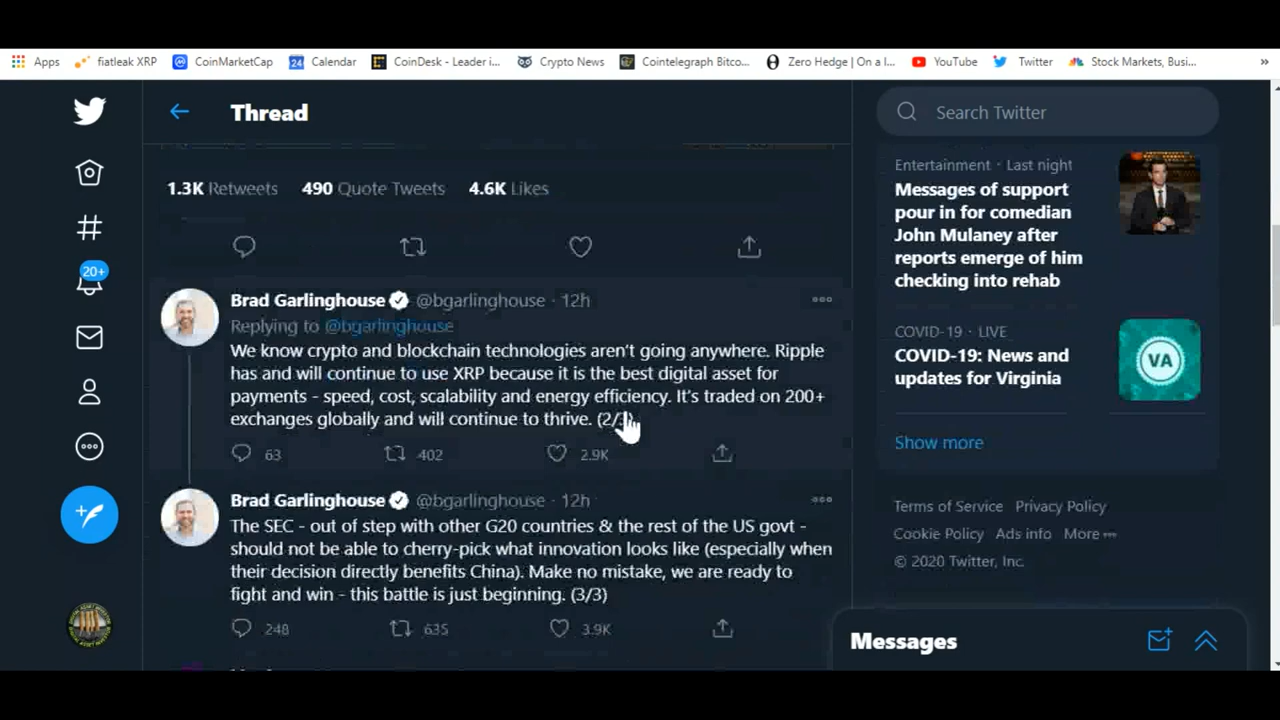 Apps fiatleak XRP CoinMarketCap 24 Calendar CoinDesk - Leader i... Crypto News Cointelegraph Bitco... Zero Hedge | On a l... YouTube Twitter Stock Markets, Busi... »
Thread
Search Twitter
1.3K Retweets 490 Quote Tweets 4.6K Likes
20+
Brad Garlinghouse @bgarlinghouse · 12h
Replying to @bgarlinghouse
We know crypto and blockchain technologies aren't going anywhere. Ripple
has and will continue to use XRP because it is the best digital asset for
payments - speed, cost, scalability and energy efficiency. It's traded on 200+
exchanges globally and will continue to thrive. (2/
63 402 2.9K
Brad Garlinghouse @bgarlinghouse · 12h
The SEC - out of step with other G20 countries & the rest of the US govt -
should not be able to cherry-pick what innovation looks like (especially when
their decision directly benefits China). Make no mistake, we are ready to
fight and win - this battle is just beginning. (3/3)
248 635 3.9K
Entertainment · Last night
Messages of support
pour in for comedian
John Mulaney after
reports emerge of him
checking into rehab
COVID-19 · LIVE
COVID-19: News and
updates for Virginia
VA
Show more
Terms of Service Privacy Policy
Cookie Policy Ads info More
© 2020 Twitter, Inc.
Messages